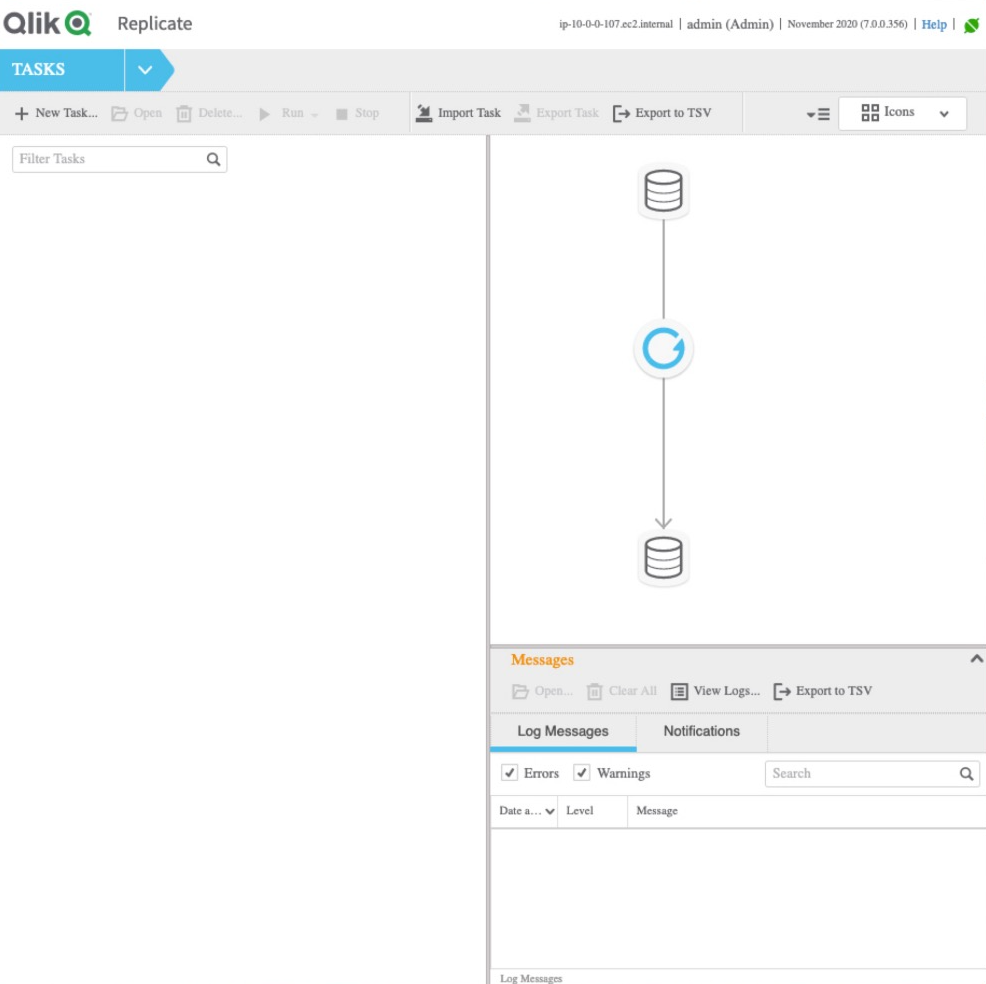 Qlik Replicate ip-10-0-0-107.ec2.internal | admin (Admin) | November 2020 (7.0.0.356) | Help |
TASKS
New Task... Open Delete... Run Stop Import Task Export Task Export to TSV Icons
Filter Tasks
Messages
Open... Clear All View Logs... Export to TSV
Log Messages Notifications
Errors Warnings Search
Date a... Level Message
Log Messages